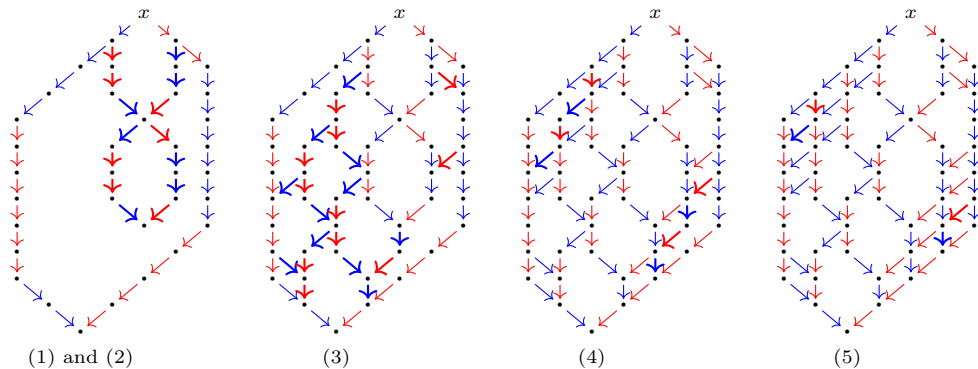 x x x x
(1) and (2) (3) (4) (5)